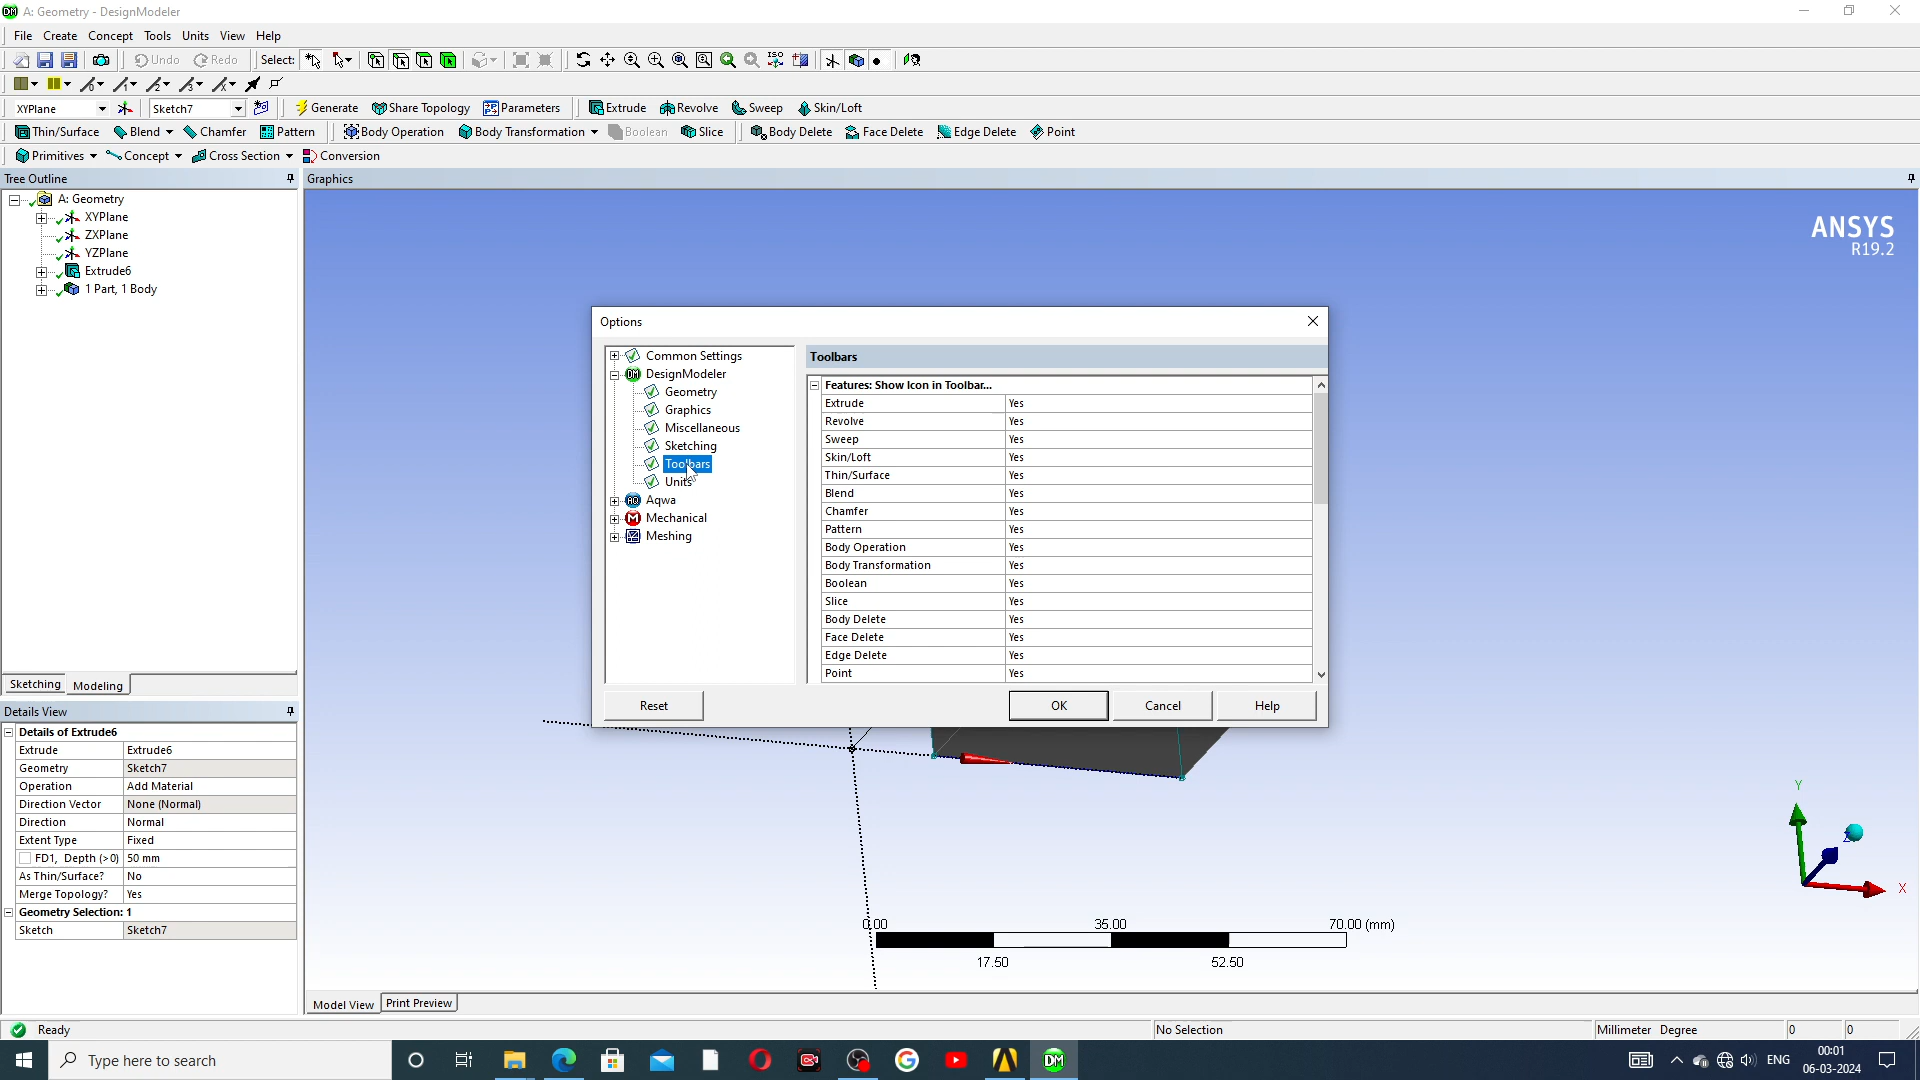 A: Geometry - DesignModeler
File Create Concept Tools Units View Help
Undo Redo Select: ISO
XYPlane Sketch7 Generate Share Topology Parameters Extrude Revolve Sweep Skin/Loft
Thin/Surface Blend Chamfer Pattern Body Operation Body Transformation Boolean Slice Body Delete Face Delete Edge Delete Point
Primitives Concept Cross Section Conversion
Tree Outline
Graphics
A: Geometry
XYPlane
ZXPlane
YZPlane
Extrude6
1 Part, 1 Body
ANSYS
R19.2
Options
Common Settings
DesignModeler
Geometry
Graphics
Miscellaneous
Sketching
Toolbars
Units
Aqwa
Mechanical
Meshing
Toolbars
Features: Show Icon in Toolbar...
Extrude Yes
Revolve Yes
Sweep Yes
Skin/Loft Yes
Thin/Surface Yes
Blend Yes
Chamfer Yes
Pattern Yes
Body Operation Yes
Body Transformation Yes
Boolean Yes
Slice Yes
Body Delete Yes
Face Delete Yes
Edge Delete Yes
Point Yes
Reset OK Cancel Help
Sketching Modeling
Details View
Details of Extrude6
Extrude Extrude6
Geometry Sketch7
Operation Add Material
Direction Vector None (Normal)
Direction Normal
Extent Type Fixed
FD1, Depth (>0) 50 mm
As Thin/Surface? No
Merge Topology? Yes
Geometry Selection: 1
Sketch Sketch7
Y
Z
X
0.00 35.00 70.00 (mm)
17.50 52.50
Model View Print Preview
Ready No Selection Millimeter Degree 0 0
Type here to search
ENG
00:01
06-03-2024